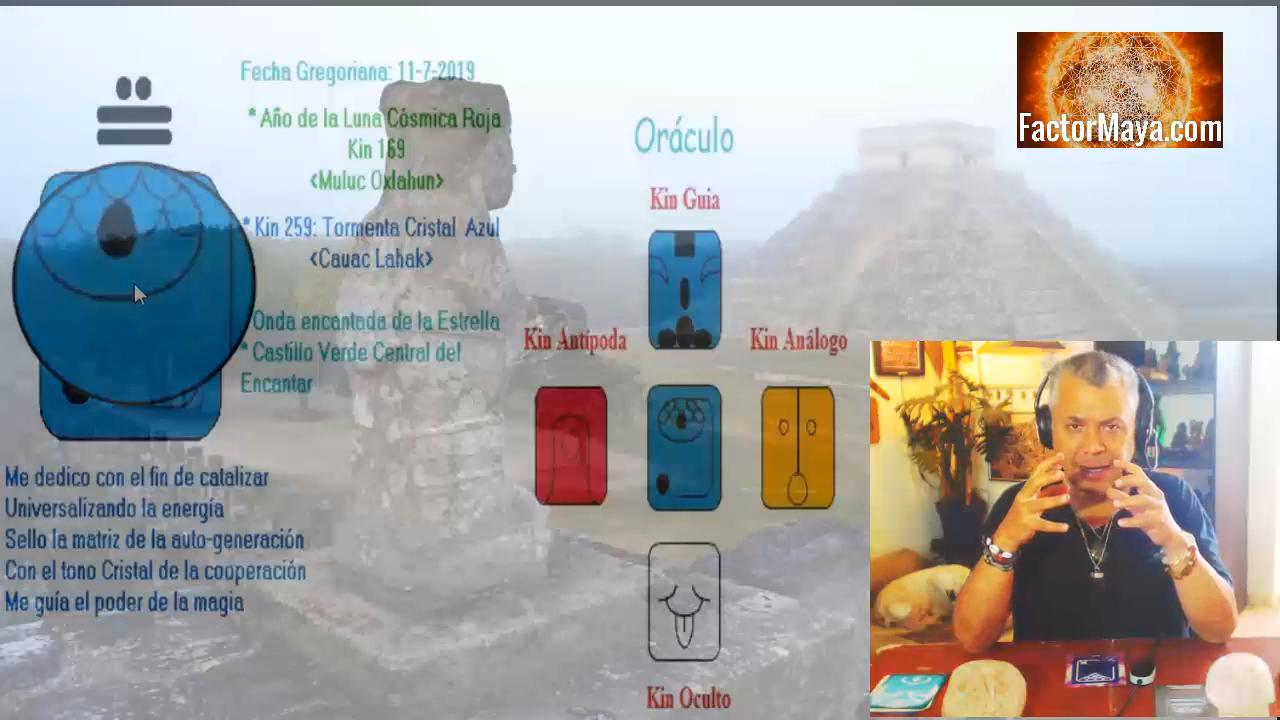 Fecha Gregoriana: 11-7-2019
* Año de la Luna Cósmica Roja
Kin 169
<Muluc Oxlahun>
* Kin 259: Tormenta Cristal Azul
<Cauac Lahak>
Onda encantada de la Estrella
* Castillo Verde Central del
Encantar
Me dedico con el fin de catalizar
Universalizando la energía
Sello la matriz de la auto-generación
Con el tono Cristal de la cooperación
Me guía el poder de la magia
Oráculo
Kin Guia
Kin Antípoda
Kin Análogo
Kin Oculto
FactorMaya.com